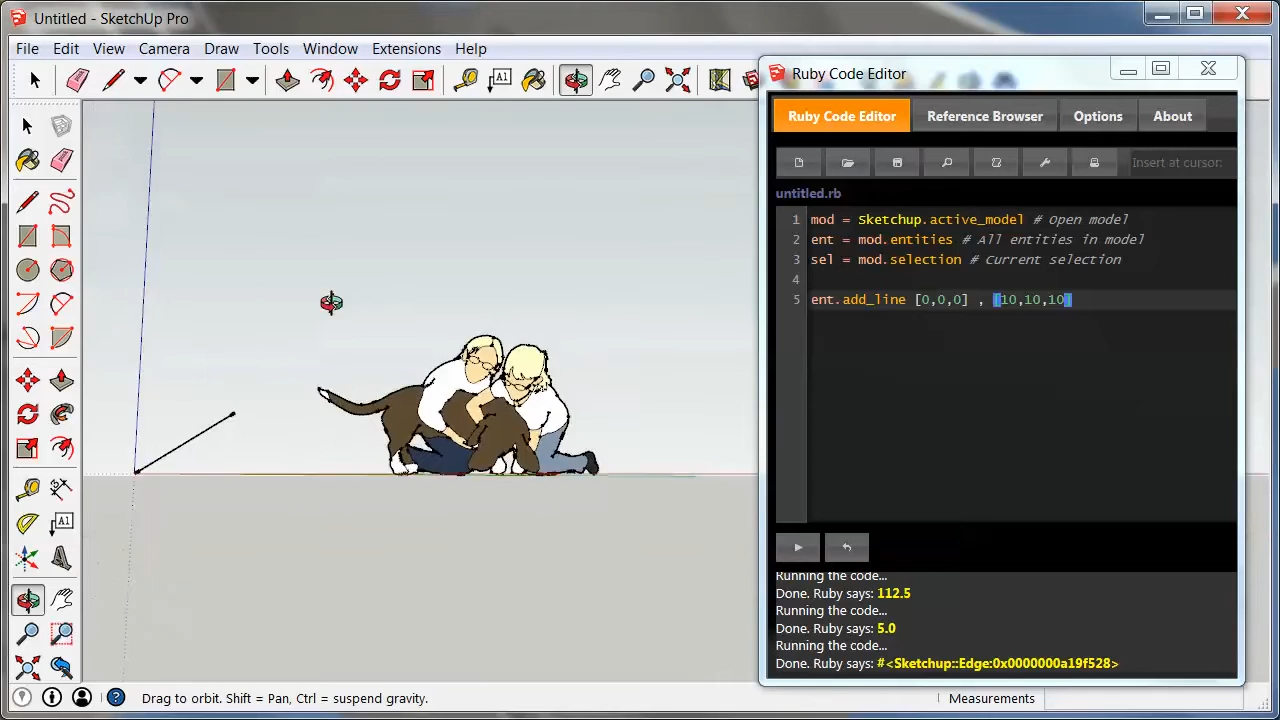 Untitled - SketchUp Pro
File Edit View Camera Draw Tools Window Extensions Help
A1
Ruby Code Editor
Ruby Code Editor Reference Browser Options About
Insert at cursor:
untitled.rb
1 mod = Sketchup.active_model # Open model
2 ent = mod.entities # All entities in model
3 sel = mod.selection # Current selection
4
5 ent.add_line [0,0,0] , [10,10,10]
A1
Running the code...
Done. Ruby says: 112.5
Running the code...
Done. Ruby says: 5.0
Running the code...
Done. Ruby says: #<Sketchup::Edge:0x0000000a19f528>
Drag to orbit. Shift = Pan, Ctrl = suspend gravity.
Measurements